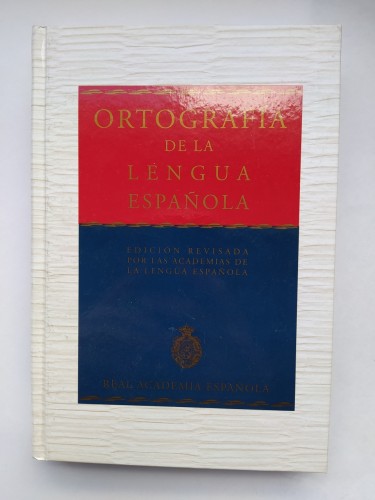 ORTOGRAFÍA
DE LA
LENGUA
ESPAÑOLA
EDICIÓN REVISADA
POR LAS ACADEMIAS DE
LA LENGUA ESPAÑOLA
REAL ACADEMIA ESPAÑOLA